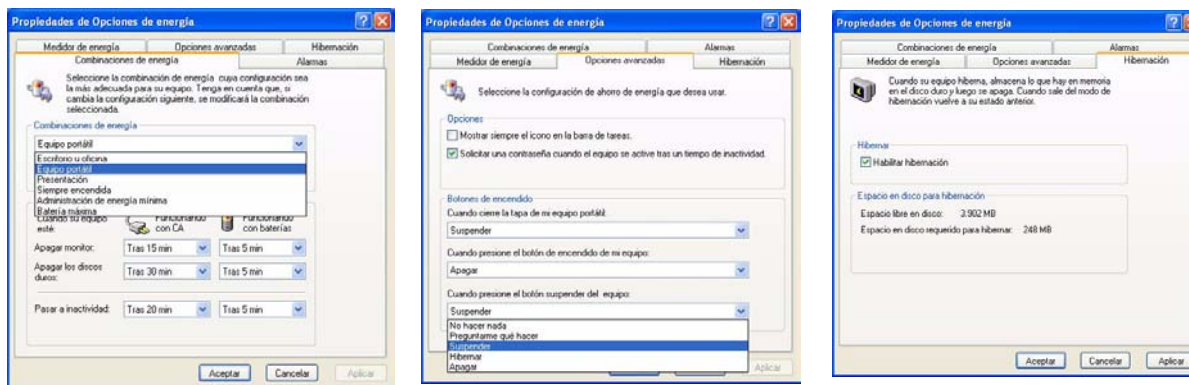 Propiedades de Opciones de energía
Medidor de energía
Opciones avanzadas
Hibernación
Combinaciones de energía
Alarmas
Seleccione la combinación de energía cuya configuración sea
la más adecuada para su equipo. Tenga en cuenta que, si
cambia la configuración siguiente, se modificará la combinación
seleccionada.
Combinaciones de energía
Equipo portátil
Escritorio u oficina
Equipo portátil
Presentación
Siempre encendida
Administración de energía mínima
Batería máxima
Cuando su equipo
esté:
Funcionando
con CA
Funcionando
con baterías
Apagar monitor:
Tras 15 min
Tras 5 min
Apagar los discos
duros:
Tras 30 min
Tras 5 min
Pasar a inactividad:
Tras 20 min
Tras 5 min
Aceptar
Cancelar
Aplicar
Propiedades de Opciones de energía
Combinaciones de energía
Alarmas
Medidor de energía
Opciones avanzadas
Hibernación
Seleccione la configuración de ahorro de energía que desea usar.
Opciones
Mostrar siempre el icono en la barra de tareas.
Solicitar una contraseña cuando el equipo se active tras un tiempo de inactividad.
Botones de encendido
Cuando cierre la tapa de mi equipo portátil:
Suspender
Cuando presione el botón de encendido de mi equipo:
Apagar
Cuando presione el botón suspender del equipo:
Suspender
No hacer nada
Preguntarme qué hacer
Suspender
Hibernar
Apagar
Aplicar
Propiedades de Opciones de energía
Combinaciones de energía
Alarmas
Medidor de energía
Opciones avanzadas
Hibernación
Cuando su equipo hiberna, almacena lo que hay en memoria
en el disco duro y luego se apaga. Cuando sale del modo de
hibernación vuelve a su estado anterior.
Hibernar
Habilitar hibernación
Espacio en disco para hibernación
Espacio libre en disco: 3.902 MB
Espacio en disco requerido para hibernar: 248 MB
Aceptar
Cancelar
Aplicar